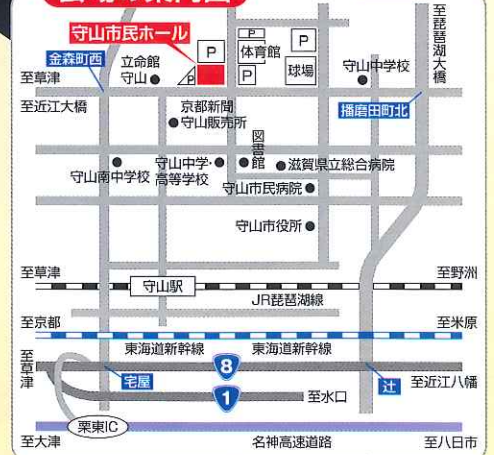 守山市民ホール
至琵琶湖大橋
金森町西
立命館
守山
P
P
P
体育館
P
P
球場
守山中学校
至草津
至近江大橋
京都新聞
守山販売所
播磨田町北
図書館
守山南中学校
守山中学・
高等学校
滋賀県立総合病院
守山市民病院
守山市役所
至草津
守山駅
至野洲
JR琵琶湖線
至京都
至米原
東海道新幹線
東海道新幹線
至草津
8
宅屋
辻
至近江八幡
1
至水口
栗東IC
至大津
名神高速道路
至八日市